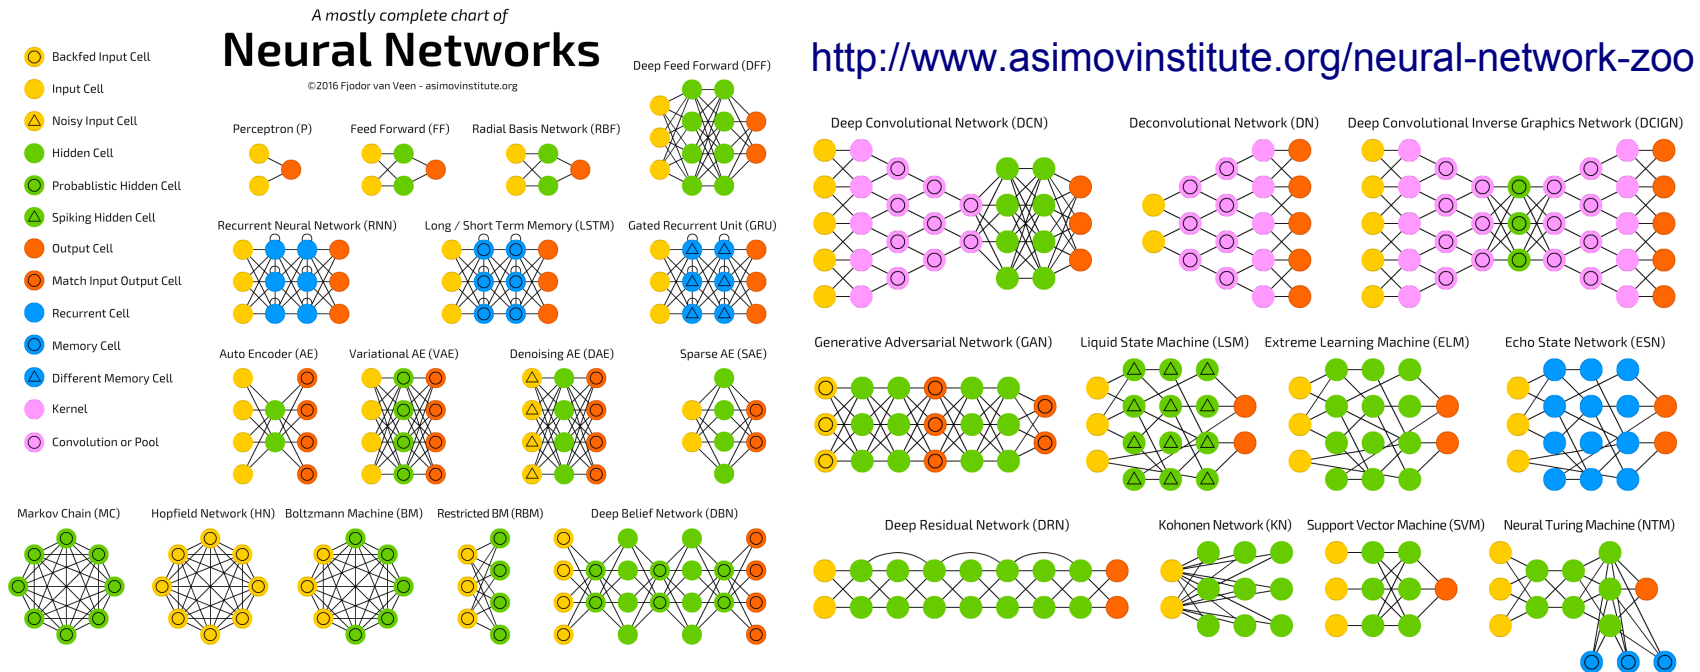 A mostly complete chart of
Neural Networks
©2016 Fjodor van Veen - asimovinstitute.org
http://www.asimovinstitute.org/neural-network-zoo
Backfed Input Cell
Input Cell
Noisy Input Cell
Hidden Cell
Probablistic Hidden Cell
Spiking Hidden Cell
Output Cell
Match Input Output Cell
Recurrent Cell
Memory Cell
Different Memory Cell
Kernel
Convolution or Pool
Deep Feed Forward (DFF)
Perceptron (P)
Feed Forward (FF)
Radial Basis Network (RBF)
Recurrent Neural Network (RNN)
Long / Short Term Memory (LSTM)
Gated Recurrent Unit (GRU)
Auto Encoder (AE)
Variational AE (VAE)
Denoising AE (DAE)
Sparse AE (SAE)
Markov Chain (MC)
Hopfield Network (HN)
Boltzmann Machine (BM)
Restricted BM (RBM)
Deep Belief Network (DBN)
Deep Convolutional Network (DCN)
Deconvolutional Network (DN)
Deep Convolutional Inverse Graphics Network (DCIGN)
Generative Adversarial Network (GAN)
Liquid State Machine (LSM)
Extreme Learning Machine (ELM)
Echo State Network (ESN)
Deep Residual Network (DRN)
Kohonen Network (KN)
Support Vector Machine (SVM)
Neural Turing Machine (NTM)